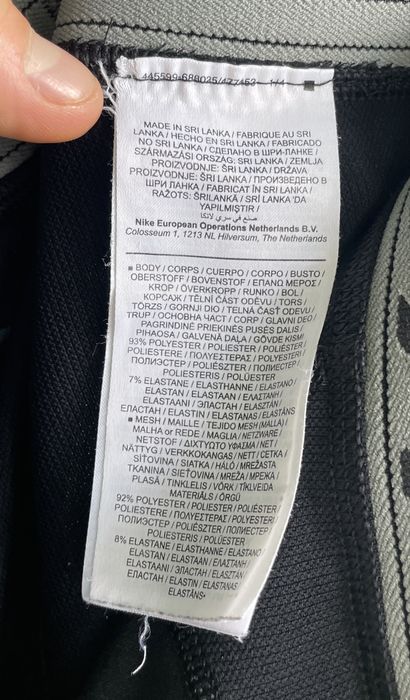 445599-688025/477453 1/4
MADE IN SRI LANKA / FABRIQUE AU SRI
LANKA / HECHO EN SRI LANKA / FABRICADO
NO SRI LANKA / СДЕЛАНО В ШРИ-ЛАНКЕ /
SZÁRMAZÁSI ORSZÁG: SRI LANKA / ZEMLJA
PROIZVODNJE: ŠRI LANKA / DRŽAVA
PROIZVODNJE: ŠRI LANKA / ПРОИЗВЕДЕНО В
ШРИ ЛАНКА / FABRICAT ÎN SRI LANKA /
RAŽOTS: ŠRILANKĀ / SRİ LANKA 'DA
YAPILMIŞTIR /
صنع في سري لانكا
Nike European Operations Netherlands B.V.
Colosseum 1, 1213 NL Hilversum, The Netherlands
■ BODY / CORPS / CUERPO / CORPO / BUSTO /
OBERSTOFF / BOVENSTOF / ΕΠΑΝΩ ΜΕΡΟΣ /
KROP / ÖVERKROPP / RUNKO / BOL /
KOPCAЖ / TĚLNÍ ČÁST ODĚVU / TORS /
TÖRZS / GORNJI DIO / TELNÁ ČASŤ ODEVU /
TRUP / ОСНОВНА ЧАСТ / CORP / GLAVNI DEO /
PAGRINDINĖ PRIEKINĖS PUSĖS DALIS /
PIHAOSA / GALVENĀ DAĻA / GÖVDE KISMI
93% POLYESTER / POLIESTER / POLIÉSTER /
POLIESTERE / ΠΟΛΥΕΣΤΕΡΑΣ / POLYESTERI /
ПОЛИЭСТЕР / POLIÉSZTER / ПОЛИЕСТЕР /
POLIESTERIS / POLÜESTER
7% ELASTANE / ELASTHANNE / ELASTANO /
ELASTAN / ELASTAAN / ΕΛΑΣΤΑΝΗ /
ELASTAANI / ЭЛАСТАН / ELASZTÁN /
ЕЛАСТАН / ELASTIN / ELASTANAS / ELASTĀNS
■ MESH / MAILLE / TEJIDO MESH (MALLA) /
MALHA or REDE / MAGLIA / NETZWARE /
NETSTOF / ΔΙΧΤΥΩΤΟ ΥΦΑΣΜΑ / NET /
NÄTTYG / VERKKOKANGAS / NETT / СЕТКА /
SÍŤOVINA / SIATKA / HÁLÓ / MREŽASTA
TKANINA / SIEŤOVINA / MREŽA / МРЕЖА /
PLASĂ / TINKLELIS / VÕRK / TĪKLVEIDA
MATERIĀLS / ÖRGÜ
92% POLYESTER / POLIESTER / POLIÉSTER /
POLIESTERE / ΠΟΛΥΕΣΤΕΡΑΣ / POLYESTERI /
ПОЛИЭСТЕР / POLIÉSZTER / ПОЛИЕСТЕР /
POLIESTERIS / POLÜESTER
8% ELASTANE / ELASTHANNE / ELASTANO /
ELASTAN / ELASTAAN / ΕΛΑΣΤΑΝΗ /
ELASTAANI / ЭЛАСТАН / ELASZTÁN /
ЕЛАСТАН / ELASTIN / ELASTANAS /
ELASTĀNS•